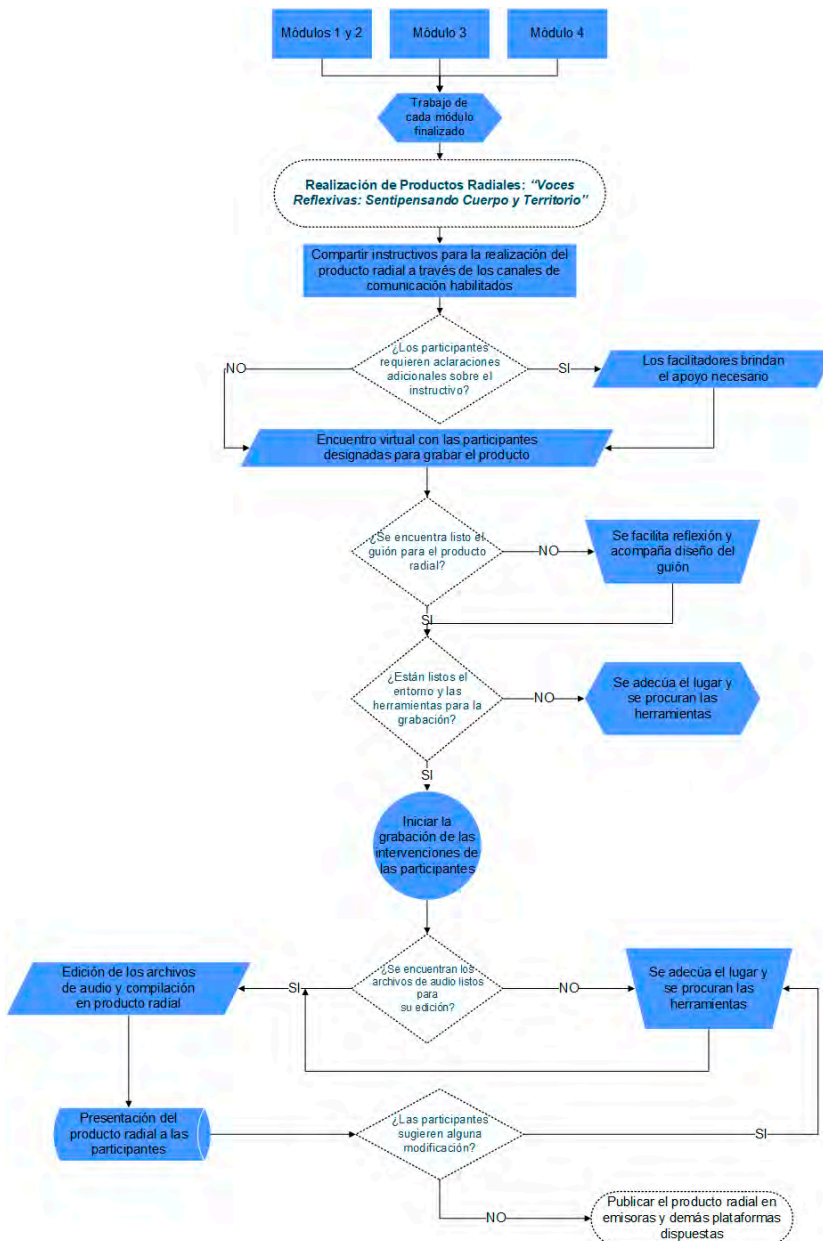 Módulos 1 y 2
Módulo 3
Módulo 4
Trabajo de
cada módulo
finalizado
Realización de Productos Radiales: “Voces
Reflexivas: Sentipensando Cuerpo y Territorio”
Compartir instructivos para la realización del
producto radial a través de los canales de
comunicación habilitados
¿Los participantes
requieren aclaraciones
adicionales sobre el
instructivo?
NO
SI
Los facilitadores brindan
el apoyo necesario
Encuentro virtual con las participantes
designadas para grabar el producto
¿Se encuentra listo el
guión para el producto
radial?
NO
Se facilita reflexión y
acompaña diseño del
guión
SI
¿Están listos el
entorno y las
herramientas para la
grabación?
NO
Se adecúa el lugar y
se procuran las
herramientas
SI
Iniciar la
grabación de las
intervenciones de
las participantes
Edición de los archivos
de audio y compilación
en producto radial
SI
¿Se encuentran los
archivos de audio listos
para
su edición?
NO
Se adecúa el lugar y
se procuran las
herramientas
Presentación del
producto radial a las
participantes
¿Las participantes
sugieren alguna
modificación?
SI
NO
Publicar el producto radial en
emisoras y demás plataformas
dispuestas